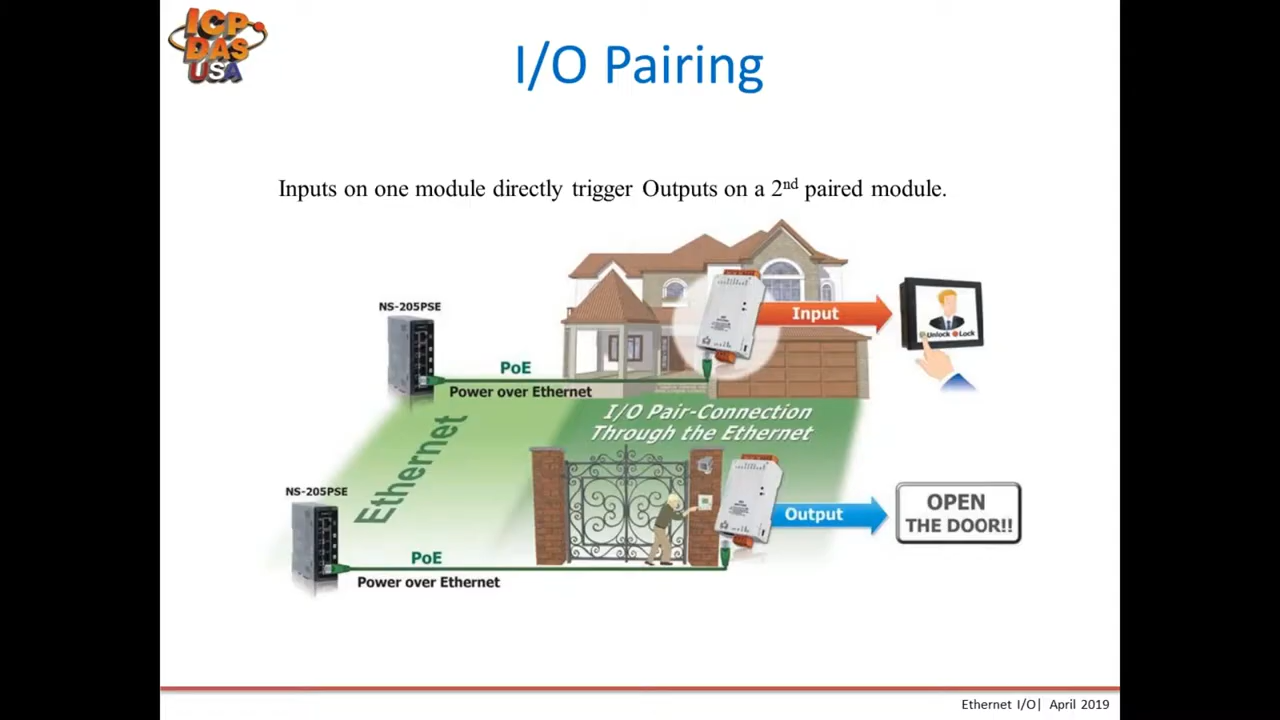 ICP
DAS
USA
I/O Pairing
Inputs on one module directly trigger Outputs on a 2nd paired module.
NS-205PSE
Input
Unlock Lock
PoE
Power over Ethernet
I/O Pair-Connection
Through the Ethernet
Ethernet
NS-205PSE
Output
OPEN
THE DOOR!!
PoE
Power over Ethernet
Ethernet I/O| April 2019